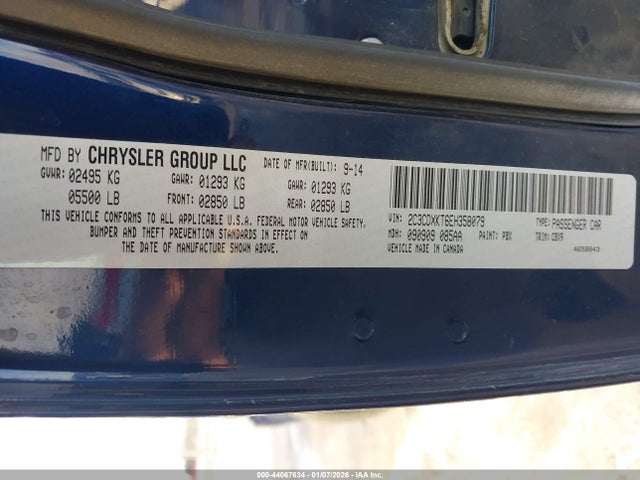 MFD BY CHRYSLER GROUP LLC DATE OF MFR(BUILT): 9-14
GVWR: 02495 KG GAWR: 01293 KG GAWR: 01293 KG
05500 LB FRONT: 02850 LB REAR: 02850 LB
THIS VEHICLE CONFORMS TO ALL APPLICABLE U.S.A. FEDERAL MOTOR VEHICLE SAFETY,
BUMPER AND THEFT PREVENTION STANDARDS IN EFFECT ON THE DATE OF
MANUFACTURE SHOWN ABOVE.
VIN: 2C3CDXKT6EH358079 TYPE: PASSENGER CAR
MDH: 090909 085AA PAINT: PBX TRIM: CBX9
VEHICLE MADE IN CANADA 4658843
000-44067634 | 01/07/2026 | IAA Inc.